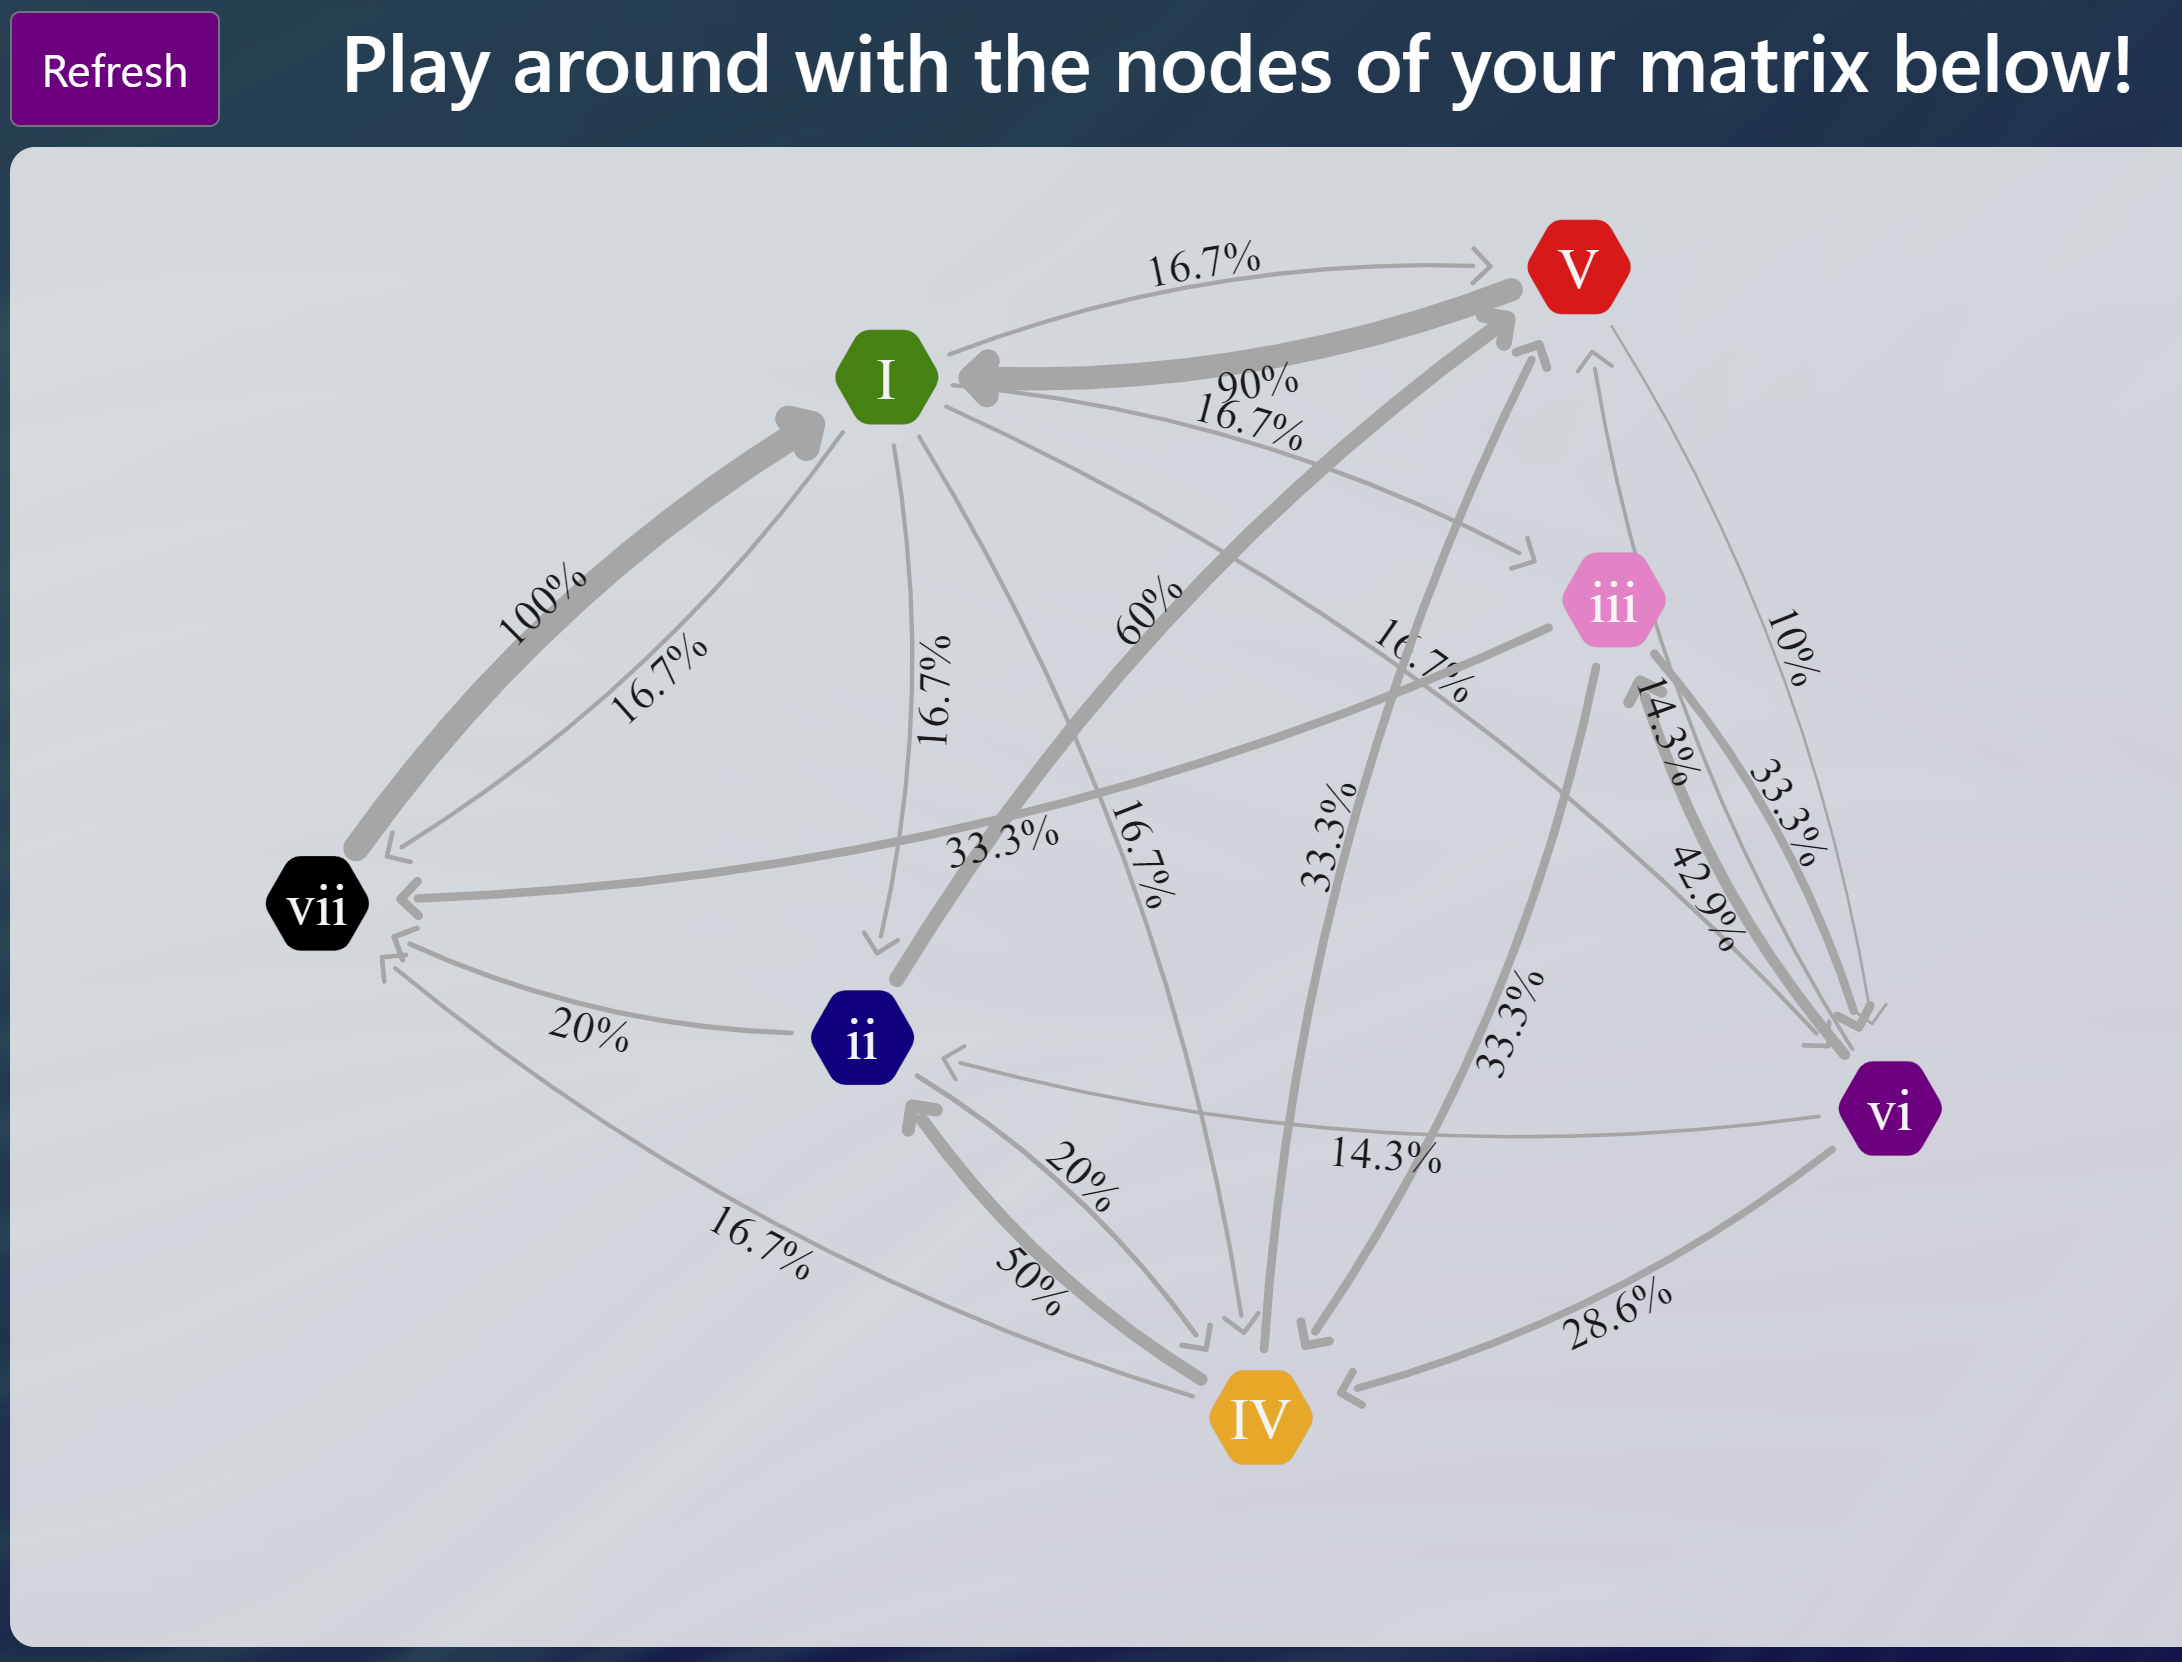 Refresh
Play around with the nodes of your matrix below!
16.7%
V
I
90%
16.7%
100%
60%
iii
16.7%
16.7%
16.7%
10%
14.3%
33.3%
33.3%
16.7%
33.3%
42.9%
vii
20%
ii
33.3%
vi
14.3%
20%
16.7%
50%
28.6%
IV